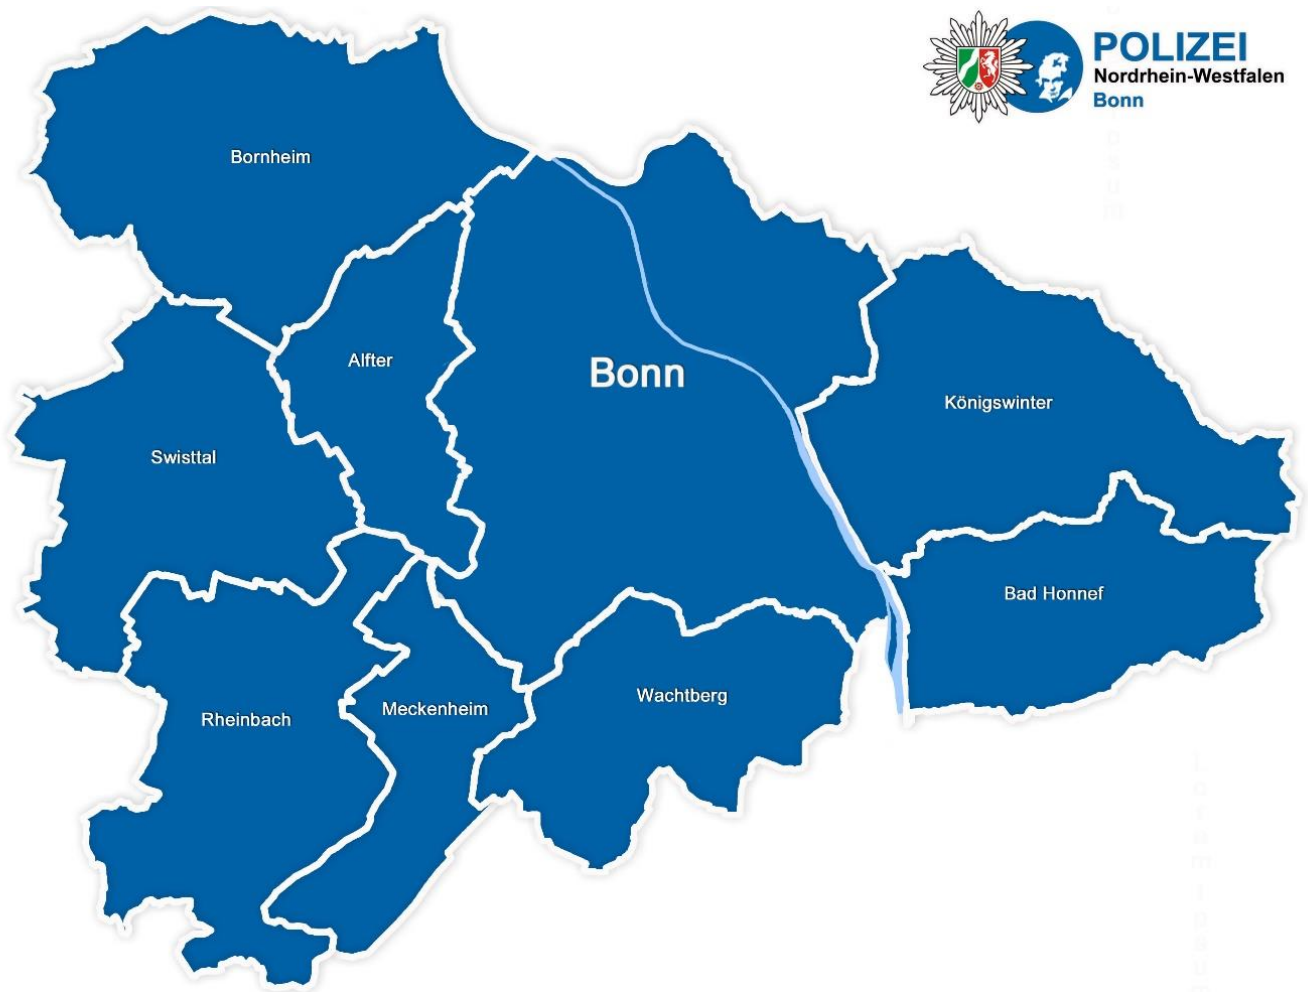 POLIZEI
Nordrhein-Westfalen
Bonn
Bornheim
Alfter
Bonn
Königswinter
Swisttal
Bad Honnef
Wachtberg
Meckenheim
Rheinbach